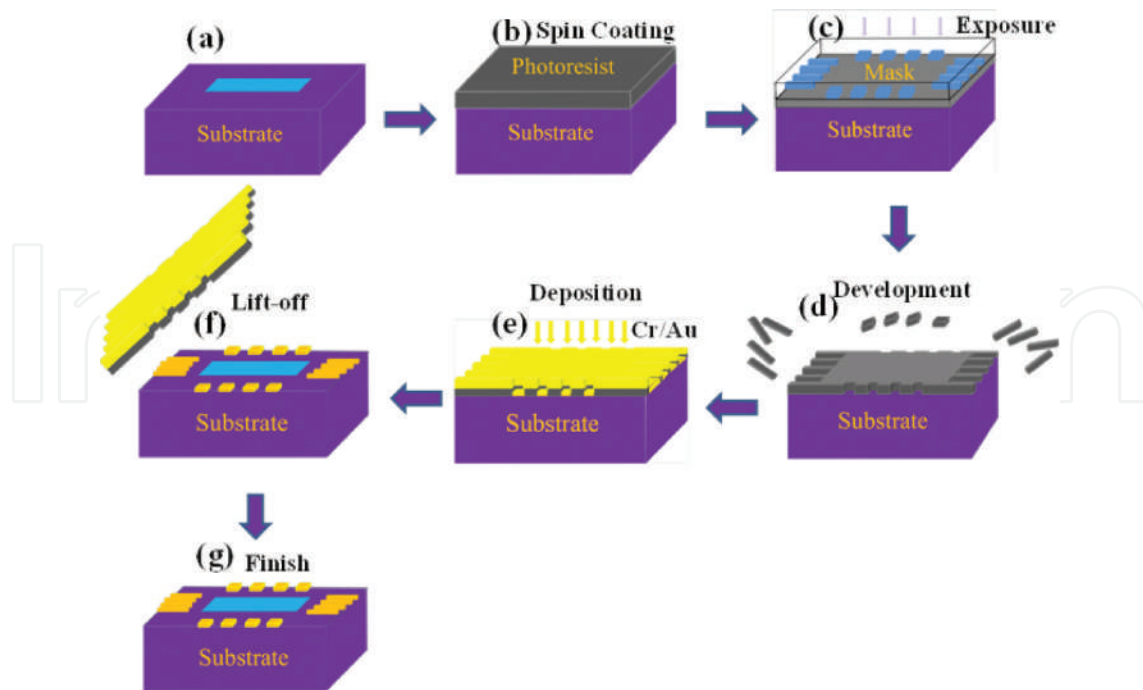 (a)
Substrate
(b) Spin Coating
Photoresist
Substrate
(c) Exposure
Mask
Substrate
Development
(d)
Substrate
Deposition
(e) Cr/Au
Substrate
Lift-off
(f)
Substrate
(g) Finish
Substrate